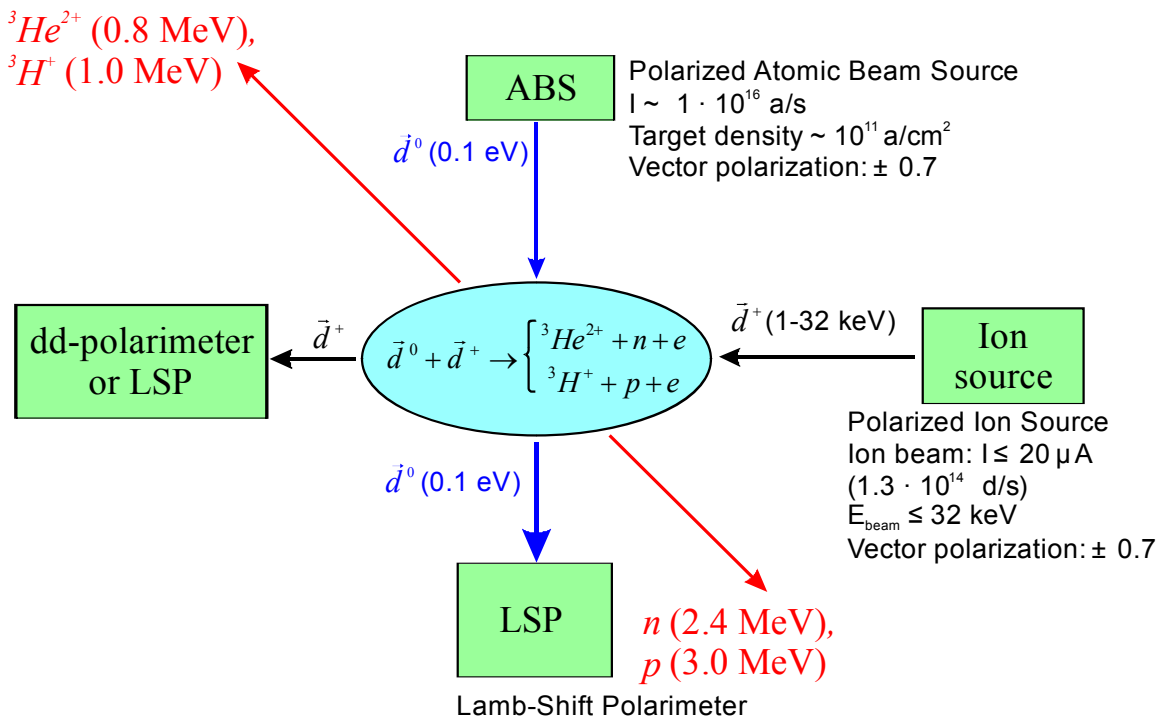 ³He²⁺ (0.8 MeV),
³H⁺ (1.0 MeV)
ABS
Polarized Atomic Beam Source
I ~ 1 · 10¹⁶ a/s
Target density ~ 10¹¹ a/cm²
Vector polarization: ± 0.7
d⃗⁰ (0.1 eV)
dd-polarimeter
or LSP
d⃗⁺
d⃗⁰ + d⃗⁺ → { ³He²⁺ + n + e
³H⁺ + p + e
d⃗⁺ (1-32 keV)
Ion
source
Polarized Ion Source
Ion beam: I ≤ 20 µA
(1.3 · 10¹⁴ d/s)
E_beam ≤ 32 keV
Vector polarization: ± 0.7
d⃗⁰ (0.1 eV)
LSP
Lamb-Shift Polarimeter
n (2.4 MeV),
p (3.0 MeV)